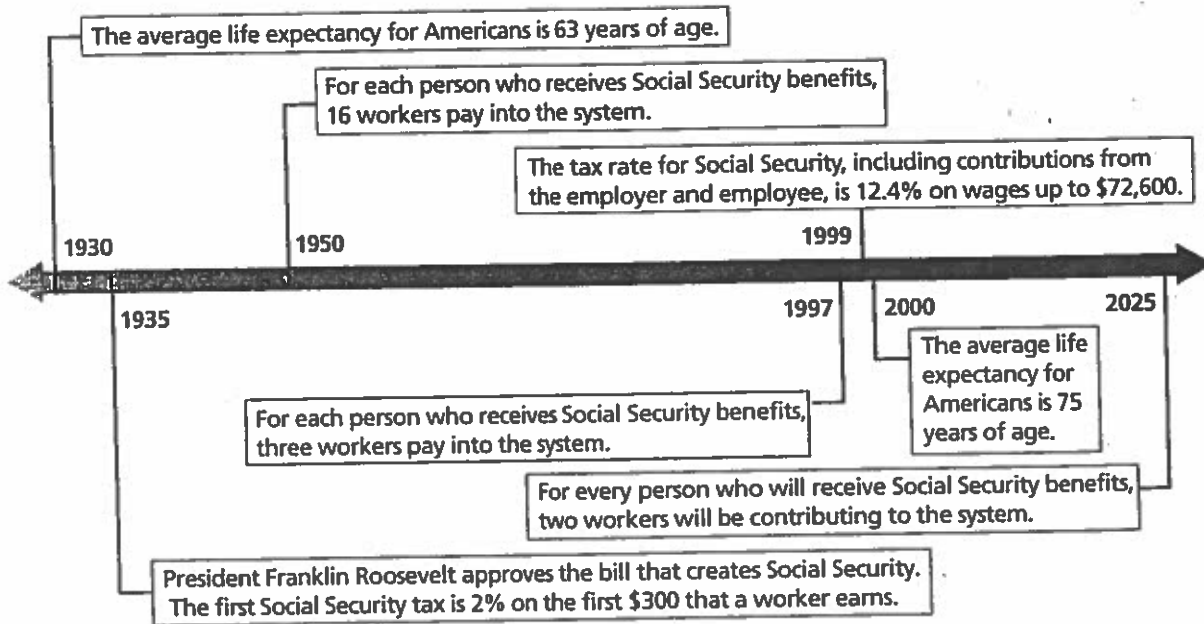 The average life expectancy for Americans is 63 years of age.
For each person who receives Social Security benefits,
16 workers pay into the system.
The tax rate for Social Security, including contributions from
the employer and employee, is 12.4% on wages up to $72,600.
1930
1950
1999
1935
1997
2000
2025
The average life
expectancy for
Americans is 75
years of age.
For each person who receives Social Security benefits,
three workers pay into the system.
For every person who will receive Social Security benefits,
two workers will be contributing to the system.
President Franklin Roosevelt approves the bill that creates Social Security.
The first Social Security tax is 2% on the first $300 that a worker earns.